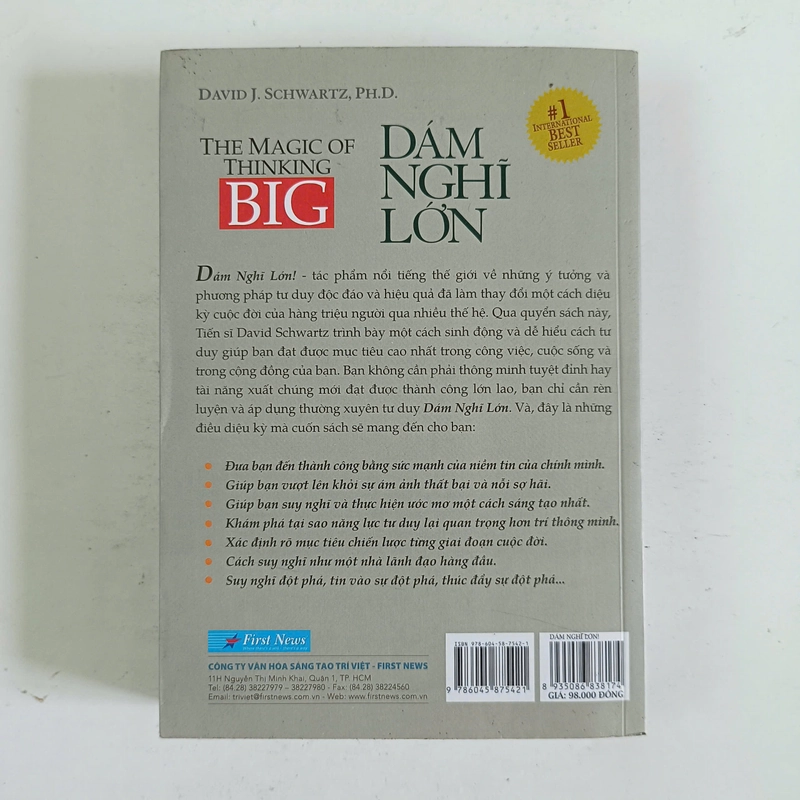 DAVID J. SCHWARTZ, PH.D.
#1
INTERNATIONAL
BEST
SELLER
THE MAGIC OF
THINKING
BIG
DÁM
NGHĨ
LỚN
Dám Nghĩ Lớn! - tác phẩm nổi tiếng thế giới về những ý tưởng và
phương pháp tư duy độc đáo và hiệu quả đã làm thay đổi một cách diệu
kỳ cuộc đời của hàng triệu người qua nhiều thế hệ. Qua quyển sách này,
Tiến sĩ David Schwartz trình bày một cách sinh động và dễ hiểu cách tư
duy giúp bạn đạt được mục tiêu cao nhất trong công việc, cuộc sống và
trong cộng đồng của bạn. Bạn không cần phải thông minh tuyệt đỉnh hay
tài năng xuất chúng mới đạt được thành công lớn lao, bạn chỉ cần rèn
luyện và áp dụng thường xuyên tư duy Dám Nghĩ Lớn. Và, đây là những
điều diệu kỳ mà cuốn sách sẽ mang đến cho bạn:
• Đưa bạn đến thành công bằng sức mạnh của niềm tin của chính mình.
• Giúp bạn vượt lên khỏi sự ám ảnh thất bại và nỗi sợ hãi.
• Giúp bạn suy nghĩ và thực hiện ước mơ một cách sáng tạo nhất.
• Khám phá tại sao năng lực tư duy lại quan trọng hơn trí thông minh.
• Xác định rõ mục tiêu chiến lược từng giai đoạn cuộc đời.
• Cách suy nghĩ như một nhà lãnh đạo hàng đầu.
• Suy nghĩ đột phá, tin vào sự đột phá, thúc đẩy sự đột phá...
First News
CÔNG TY VĂN HÓA SÁNG TẠO TRÍ VIỆT - FIRST NEWS
11H Nguyễn Thị Minh Khai, Quận 1, TP. HCM
Tel: (84.28) 38227979 ~ 38227980 - Fax: (84.28) 38224560
Email: triviet@firstnews.com.vn - Web: www.firstnews.com.vn
ISBN 978-604-58-7542-1
9 786045 875421
DÁM NGHĨ LỚN!
8 935086 838174
GIÁ: 98.000 ĐỒNG